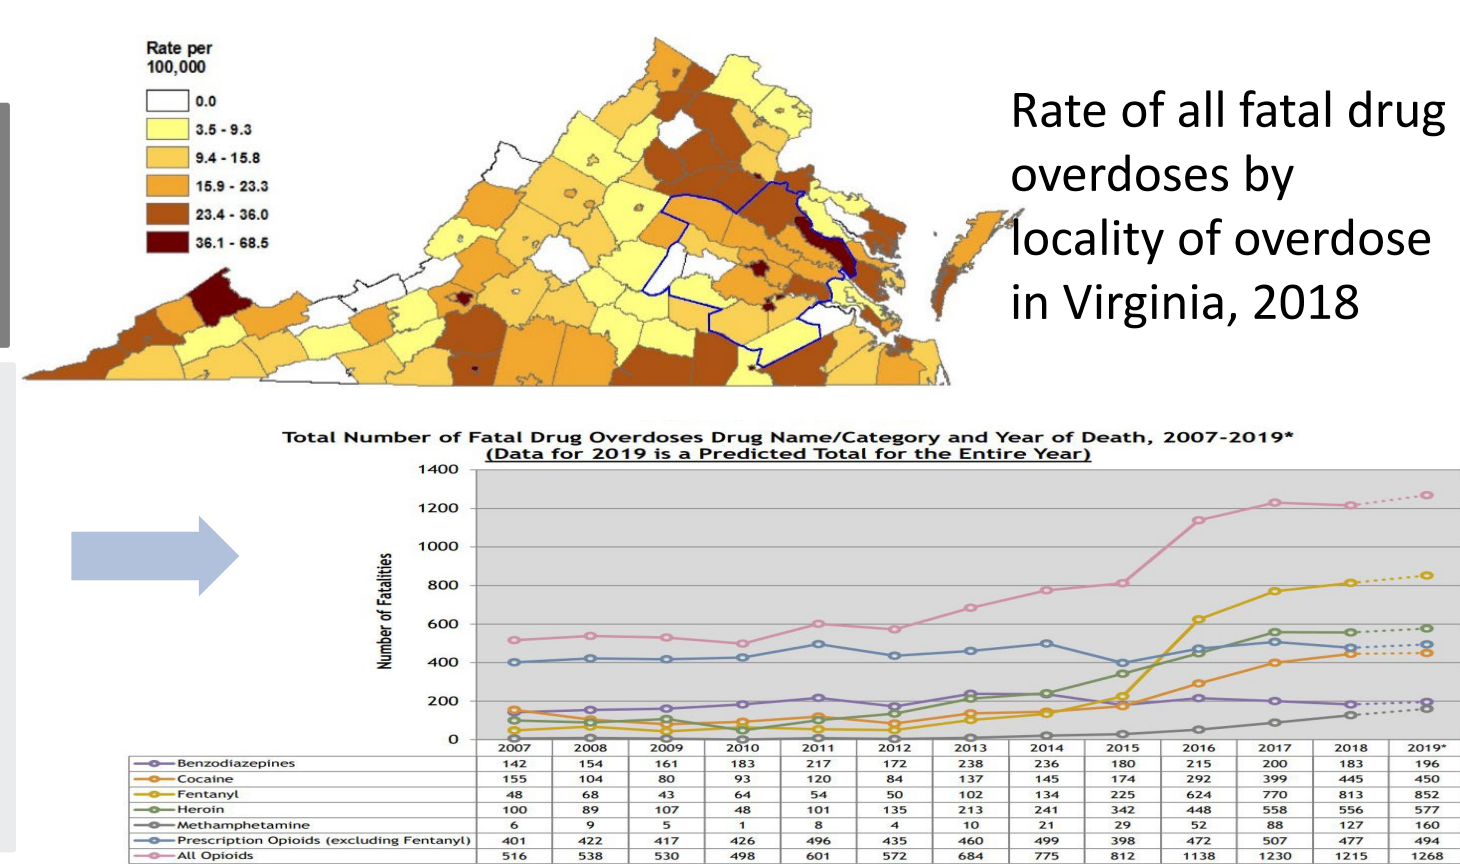 Rate per
100,000
0.0
3.5 - 9.3
9.4 - 15.8
15.9 - 23.3
23.4 - 36.0
36.1 - 68.5
Rate of all fatal drug
overdoses by
locality of overdose
in Virginia, 2018
Total Number of Fatal Drug Overdoses Drug Name/Category and Year of Death, 2007-2019*
(Data for 2019 is a Predicted Total for the Entire Year)
Number of Fatalities
1400
1200
1000
800
600
400
200
0
2007 2008 2009 2010 2011 2012 2013 2014 2015 2016 2017 2018 2019*
Benzodiazepines 142 154 161 183 217 172 238 236 180 215 200 183 196
Cocaine 155 104 80 93 120 84 137 145 174 292 399 445 450
Fentanyl 48 68 43 64 54 50 102 134 225 624 770 813 852
Heroin 100 89 107 48 101 135 213 241 342 448 558 556 577
Methamphetamine 6 9 5 1 8 4 10 21 29 52 88 127 160
Prescription Opioids (excluding Fentanyl) 401 422 417 426 496 435 460 499 398 472 507 477 494
All Opioids 516 538 530 498 601 572 684 775 812 1138 1230 1215 1268